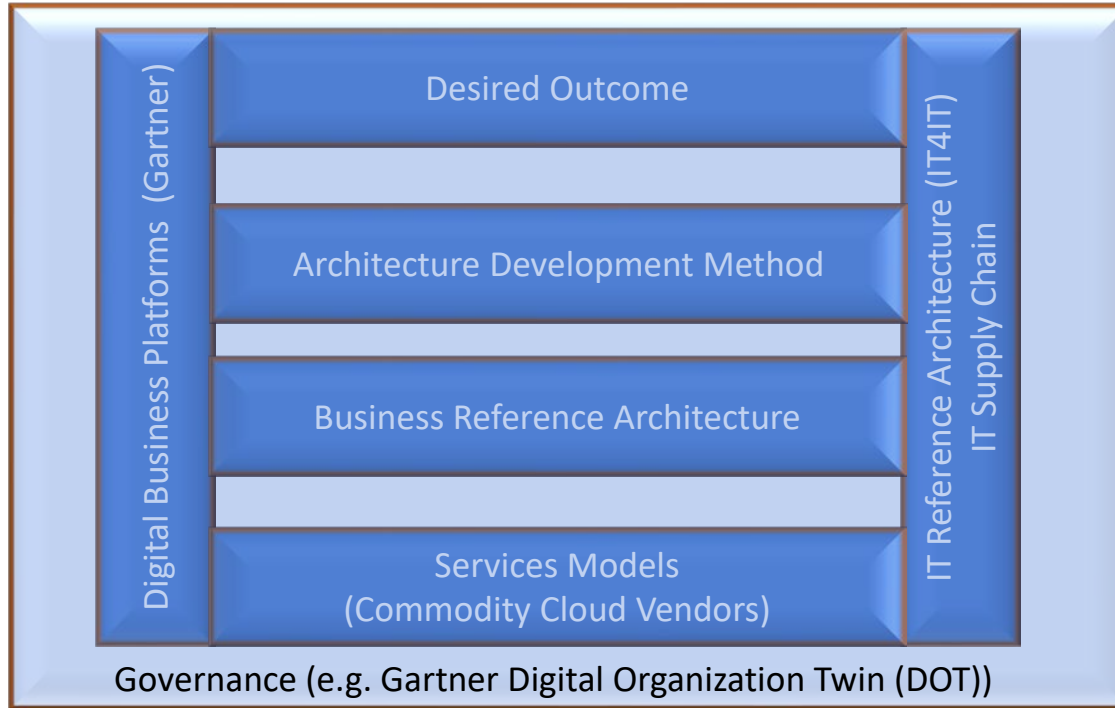 Desired Outcome
Digital Business Platforms  (Gartner)
Architecture Development Method
Business Reference Architecture
Services Models
(Commodity Cloud Vendors)
IT Reference Architecture (IT4IT)
IT Supply Chain
Governance (e.g. Gartner Digital Organization Twin (DOT))